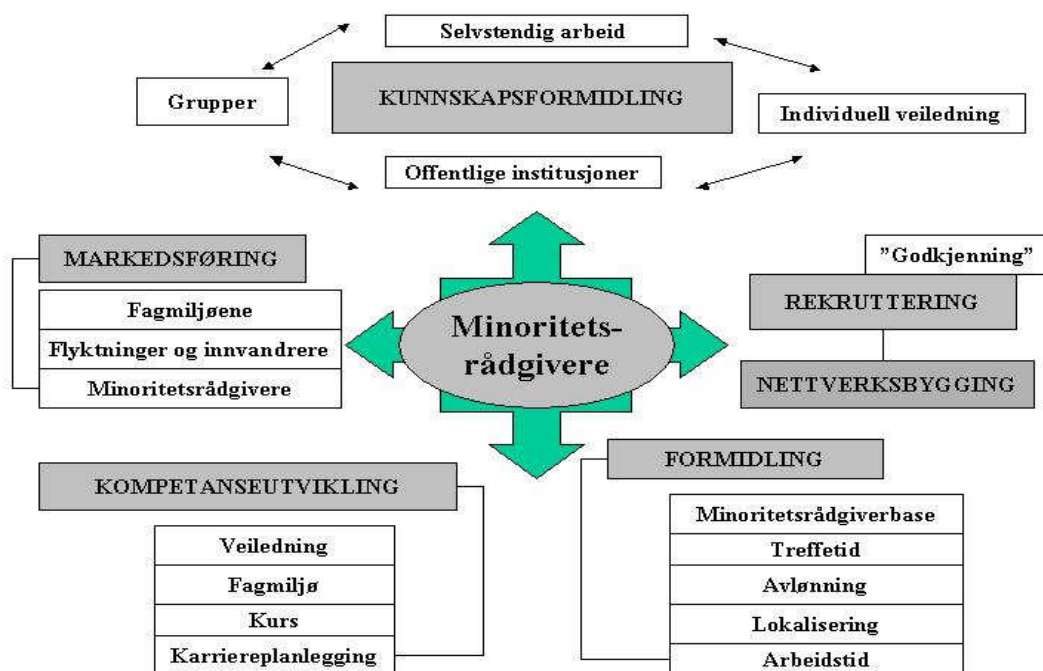 Selvstendig arbeid
Grupper
KUNNSKAPSFORMIDLING
Individuell veiledning
Offentlige institusjoner
MARKEDSFØRING
Fagmiljøene
Flyktninger og innvandrere
Minoritetsrådgivere
Minoritets-
rådgivere
”Godkjenning”
REKRUTTERING
NETTVERKSBYGGING
KOMPETANSEUTVIKLING
Veiledning
Fagmiljø
Kurs
Karriereplanlegging
FORMIDLING
Minoritetsrådgiverbase
Treffetid
Avlønning
Lokalisering
Arbeidstid